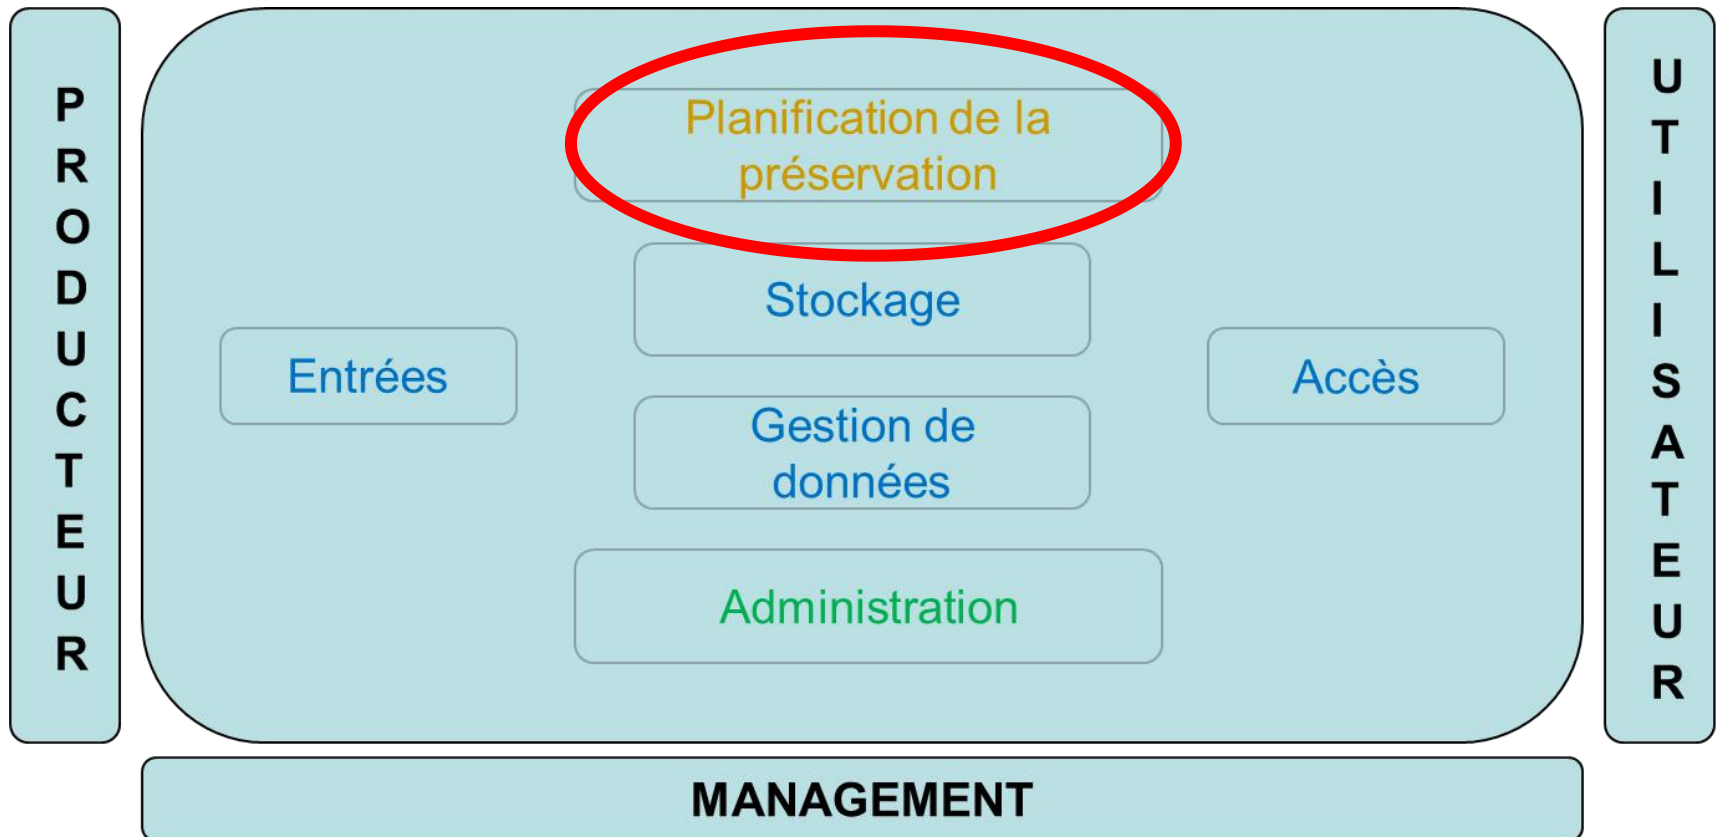 PRODUCTEUR
Planification de la
préservation
Stockage
Entrées
Accès
Gestion de
données
Administration
UTILISATEUR
MANAGEMENT